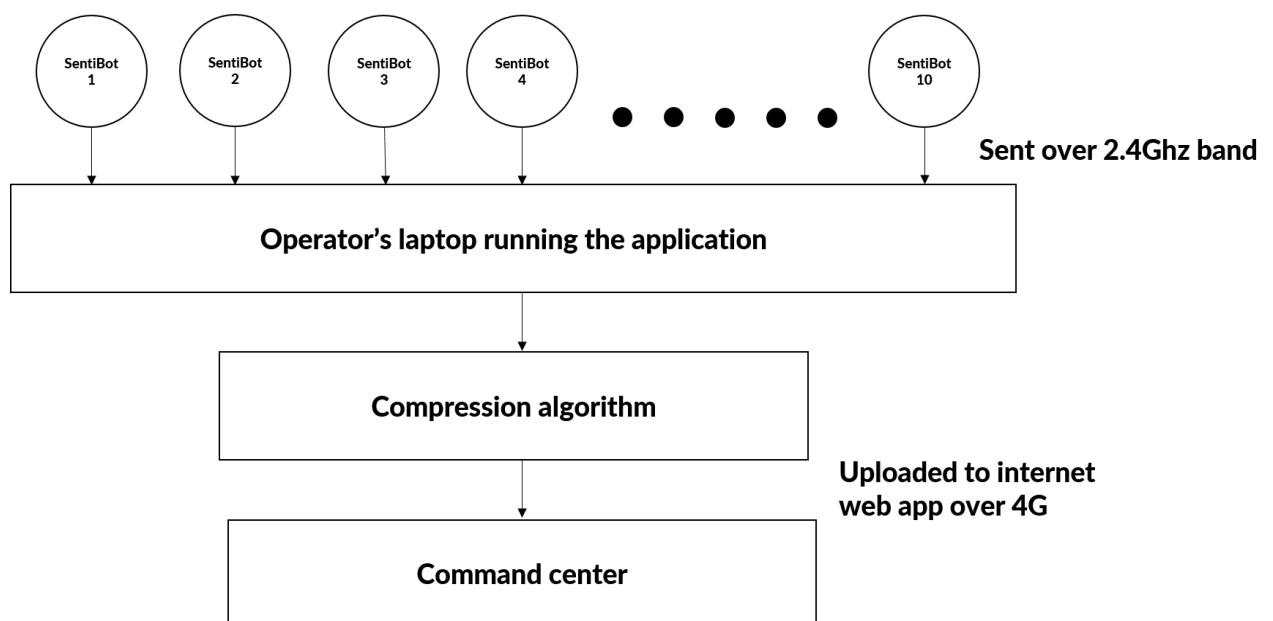 SentiBot
1
SentiBot
2
SentiBot
3
SentiBot
4
SentiBot
10
Sent over 2.4Ghz band
Operator’s laptop running the application
Compression algorithm
Uploaded to internet
web app over 4G
Command center